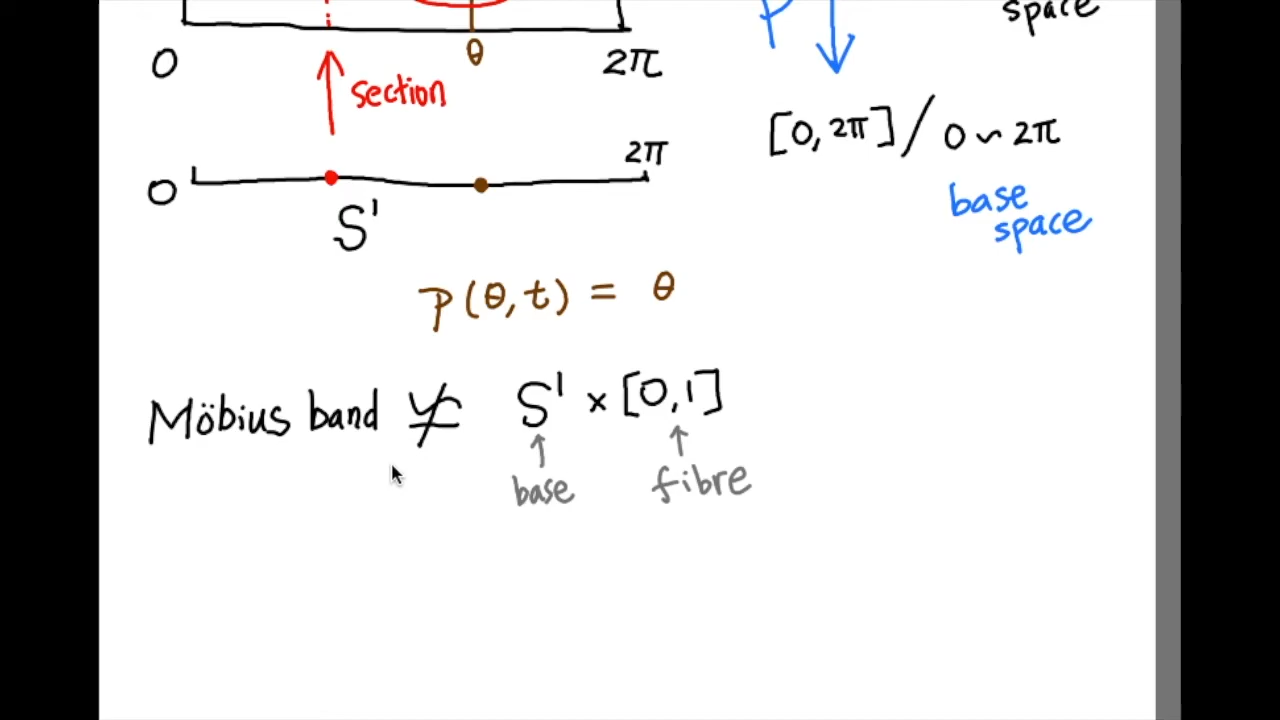 space
P
0 θ 2π
section
[0, 2π] / 0 ~ 2π
2π
0
base
space
S¹
p(θ, t) = θ
Möbius band ≇ S¹ × [0, 1]
↑ ↑
base fibre